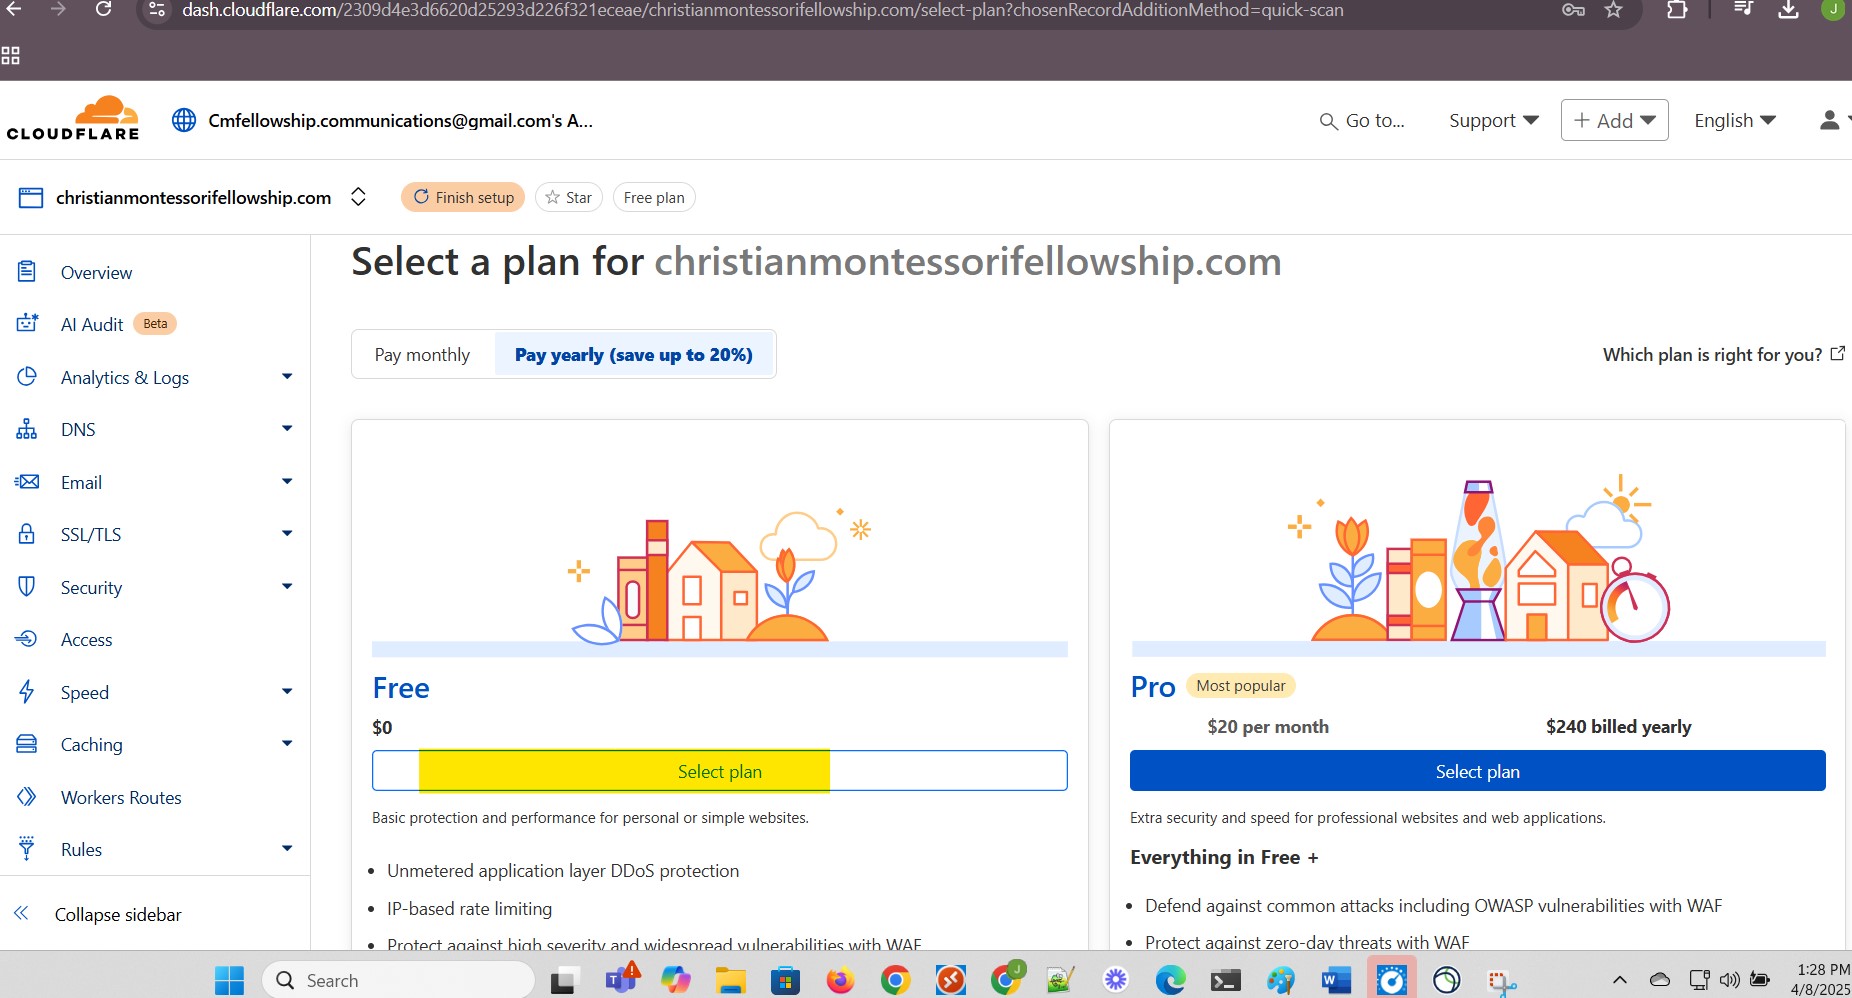 dash.cloudflare.com/2309d4e3d6620d25293d226f321eceae/christianmontessorifellowship.com/select-plan?chosenRecordAdditionMethod=quick-scan
J
CLOUDFLARE
Cmfellowship.communications@gmail.com's A...
Go to...
Support
+ Add
English
christianmontessorifellowship.com
Finish setup
Star
Free plan
Overview
AI Audit Beta
Analytics & Logs
DNS
Email
SSL/TLS
Security
Access
Speed
Caching
Workers Routes
Rules
Collapse sidebar
Select a plan for christianmontessorifellowship.com
Pay monthly
Pay yearly (save up to 20%)
Which plan is right for you?
Free
$0
Select plan
Basic protection and performance for personal or simple websites.
• Unmetered application layer DDoS protection
• IP-based rate limiting
• Protect against high severity and widespread vulnerabilities with WAF
Pro Most popular
$20 per month
$240 billed yearly
Select plan
Extra security and speed for professional websites and web applications.
Everything in Free +
• Defend against common attacks including OWASP vulnerabilities with WAF
• Protect against zero-day threats with WAF
Search
T
J
W
1:28 PM
4/8/2025